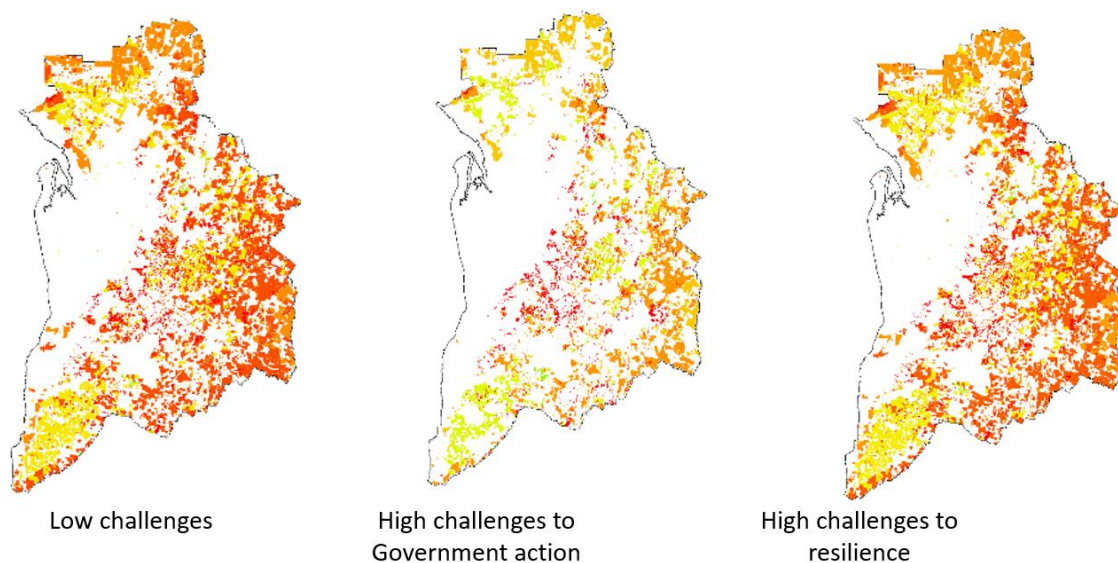 Low challenges
High challenges to
Government action
High challenges to
resilience